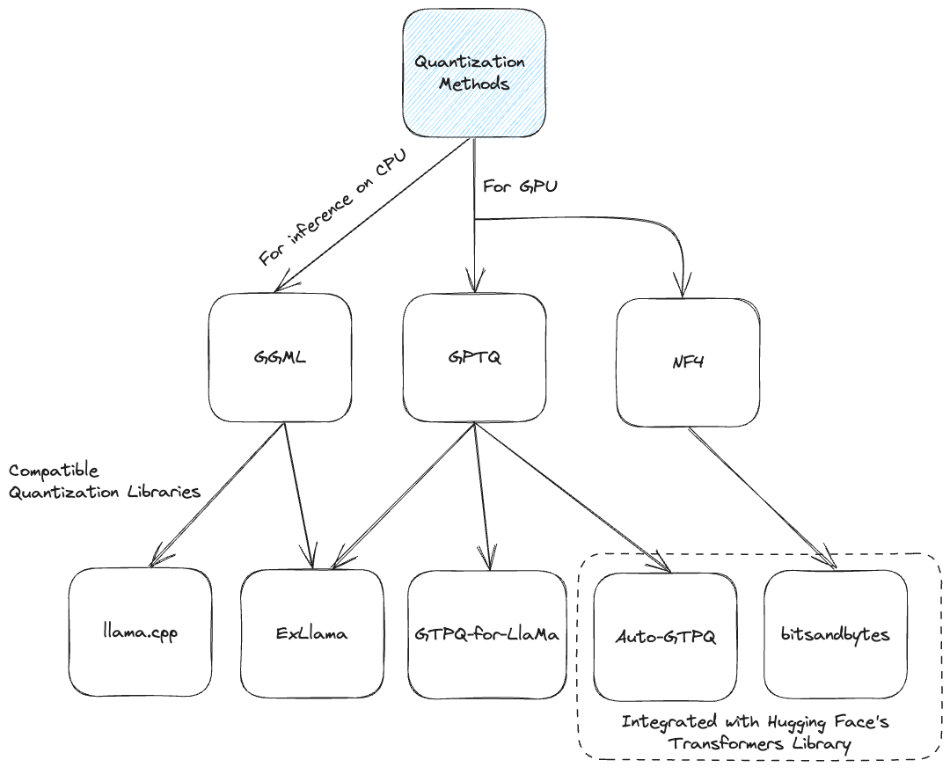 Quantization
Methods
For inference on CPU
For GPU
GGML
GPTQ
NF4
Compatible
Quantization Libraries
llama.cpp
ExLlama
GTPQ-for-LlaMa
Auto-GTPQ
bitsandbytes
Integrated with Hugging Face's
Transformers Library